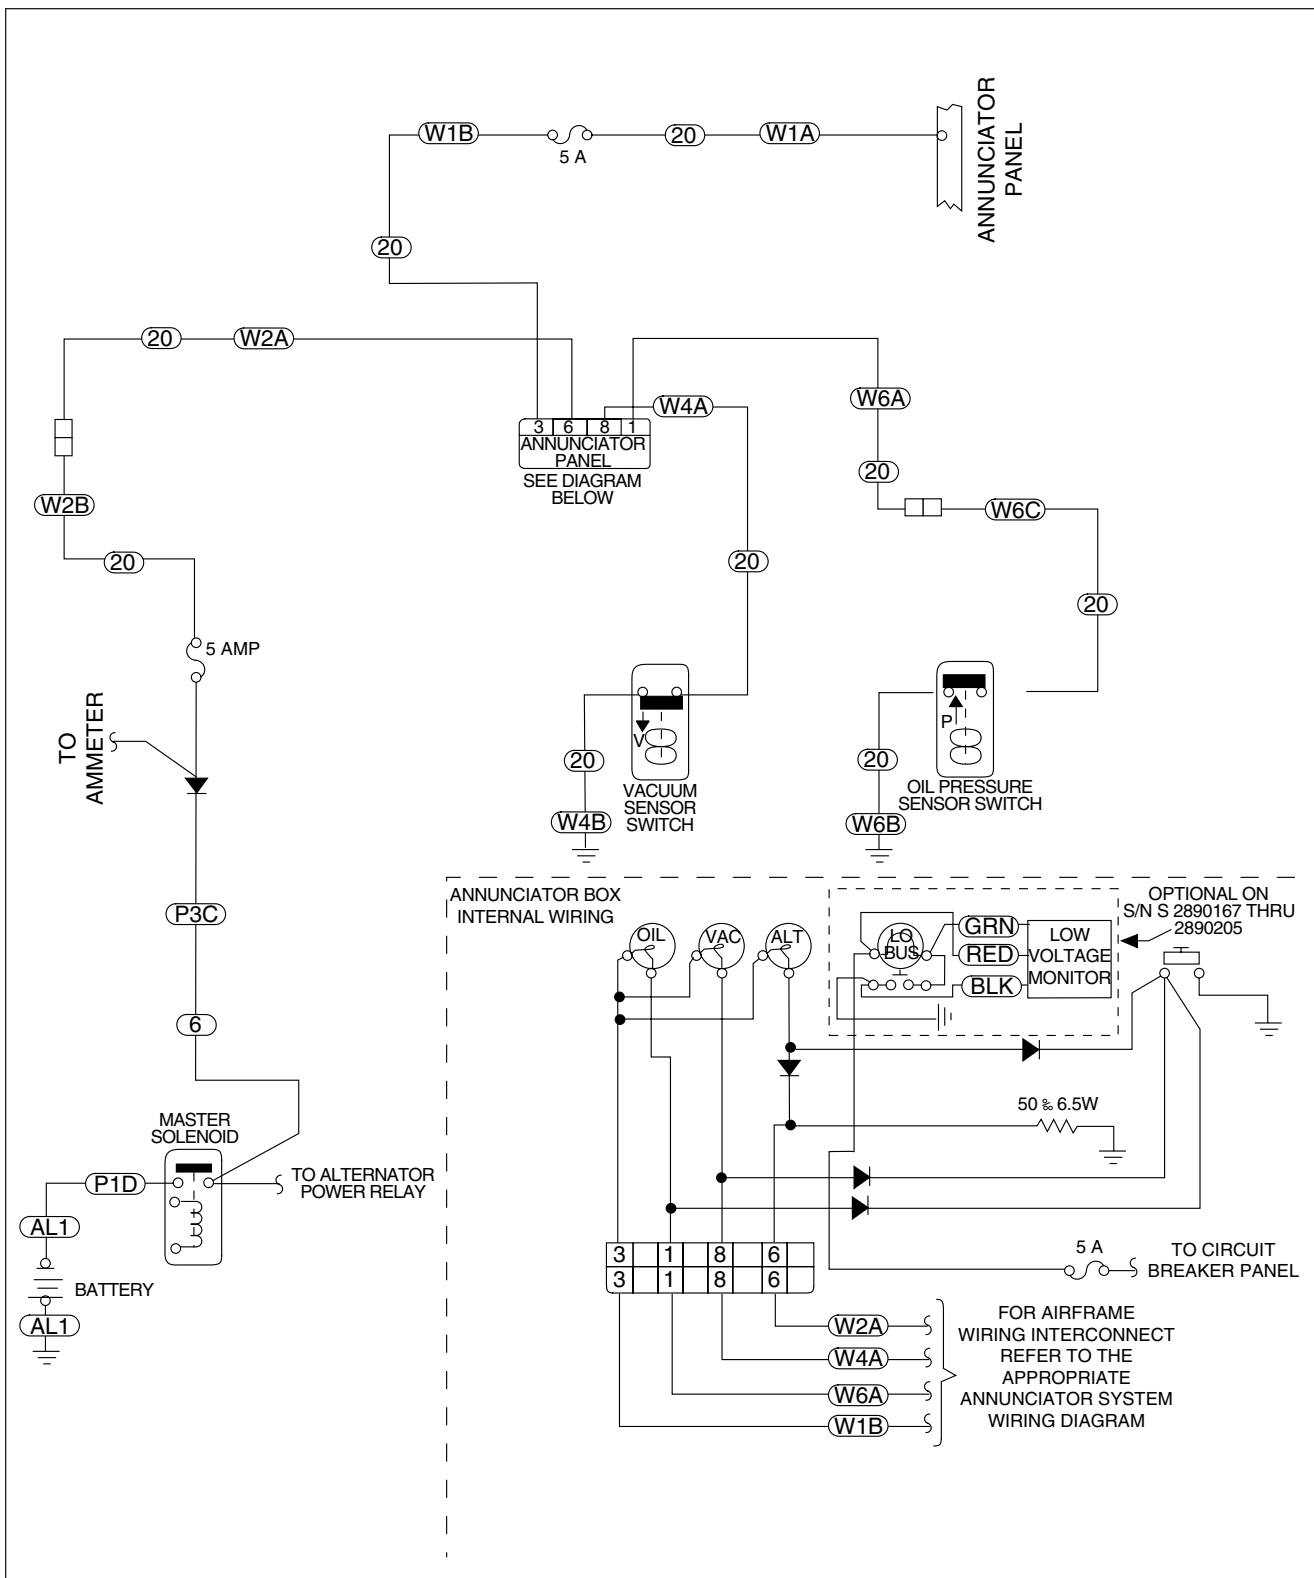 W1B
5 A
20
W1A
ANNUNCIATOR
PANEL
20
20
W2A
W4A
W6A
3 6 8 1
ANNUNCIATOR
PANEL
SEE DIAGRAM
BELOW
20
W2B
W6C
20
20
20
5 AMP
TO
AMMETER
V
P
20
VACUUM
SENSOR
SWITCH
20
OIL PRESSURE
SENSOR SWITCH
W4B
W6B
P3C
6
MASTER
SOLENOID
P1D
TO ALTERNATOR
POWER RELAY
AL1
BATTERY
AL1
ANNUNCIATOR BOX
INTERNAL WIRING
OIL
VAC
ALT
LO
BUS
GRN
RED
BLK
LOW
VOLTAGE
MONITOR
OPTIONAL ON
S/N S 2890167 THRU
2890205
50 ‰ 6.5W
3 1 8 6
3 1 8 6
5 A
TO CIRCUIT
BREAKER PANEL
W2A
W4A
W6A
W1B
FOR AIRFRAME
WIRING INTERCONNECT
REFER TO THE
APPROPRIATE
ANNUNCIATOR SYSTEM
WIRING DIAGRAM